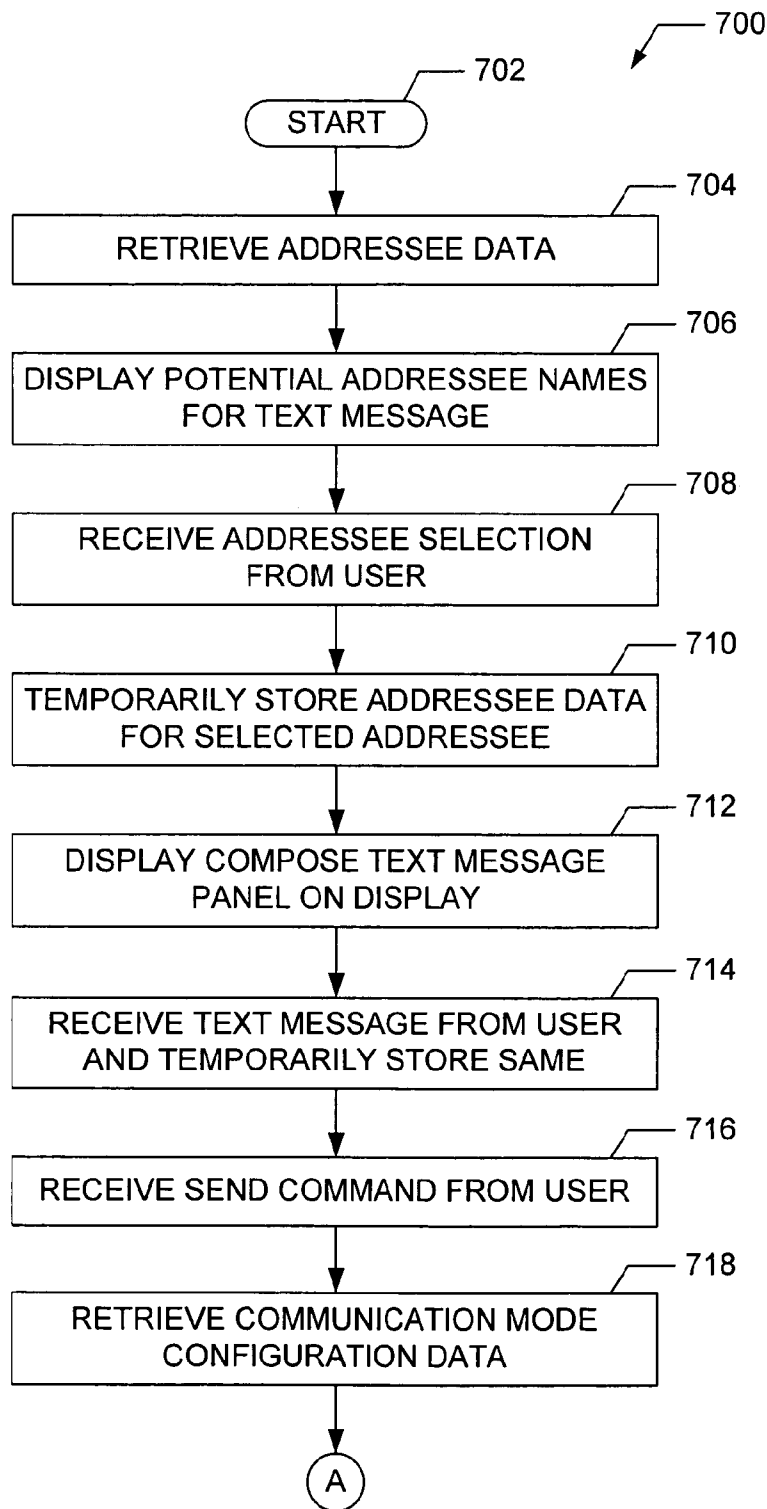 700
702
START
704
RETRIEVE ADDRESSEE DATA
706
DISPLAY POTENTIAL ADDRESSEE NAMES
FOR TEXT MESSAGE
708
RECEIVE ADDRESSEE SELECTION
FROM USER
710
TEMPORARILY STORE ADDRESSEE DATA
FOR SELECTED ADDRESSEE
712
DISPLAY COMPOSE TEXT MESSAGE
PANEL ON DISPLAY
714
RECEIVE TEXT MESSAGE FROM USER
AND TEMPORARILY STORE SAME
716
RECEIVE SEND COMMAND FROM USER
718
RETRIEVE COMMUNICATION MODE
CONFIGURATION DATA
A